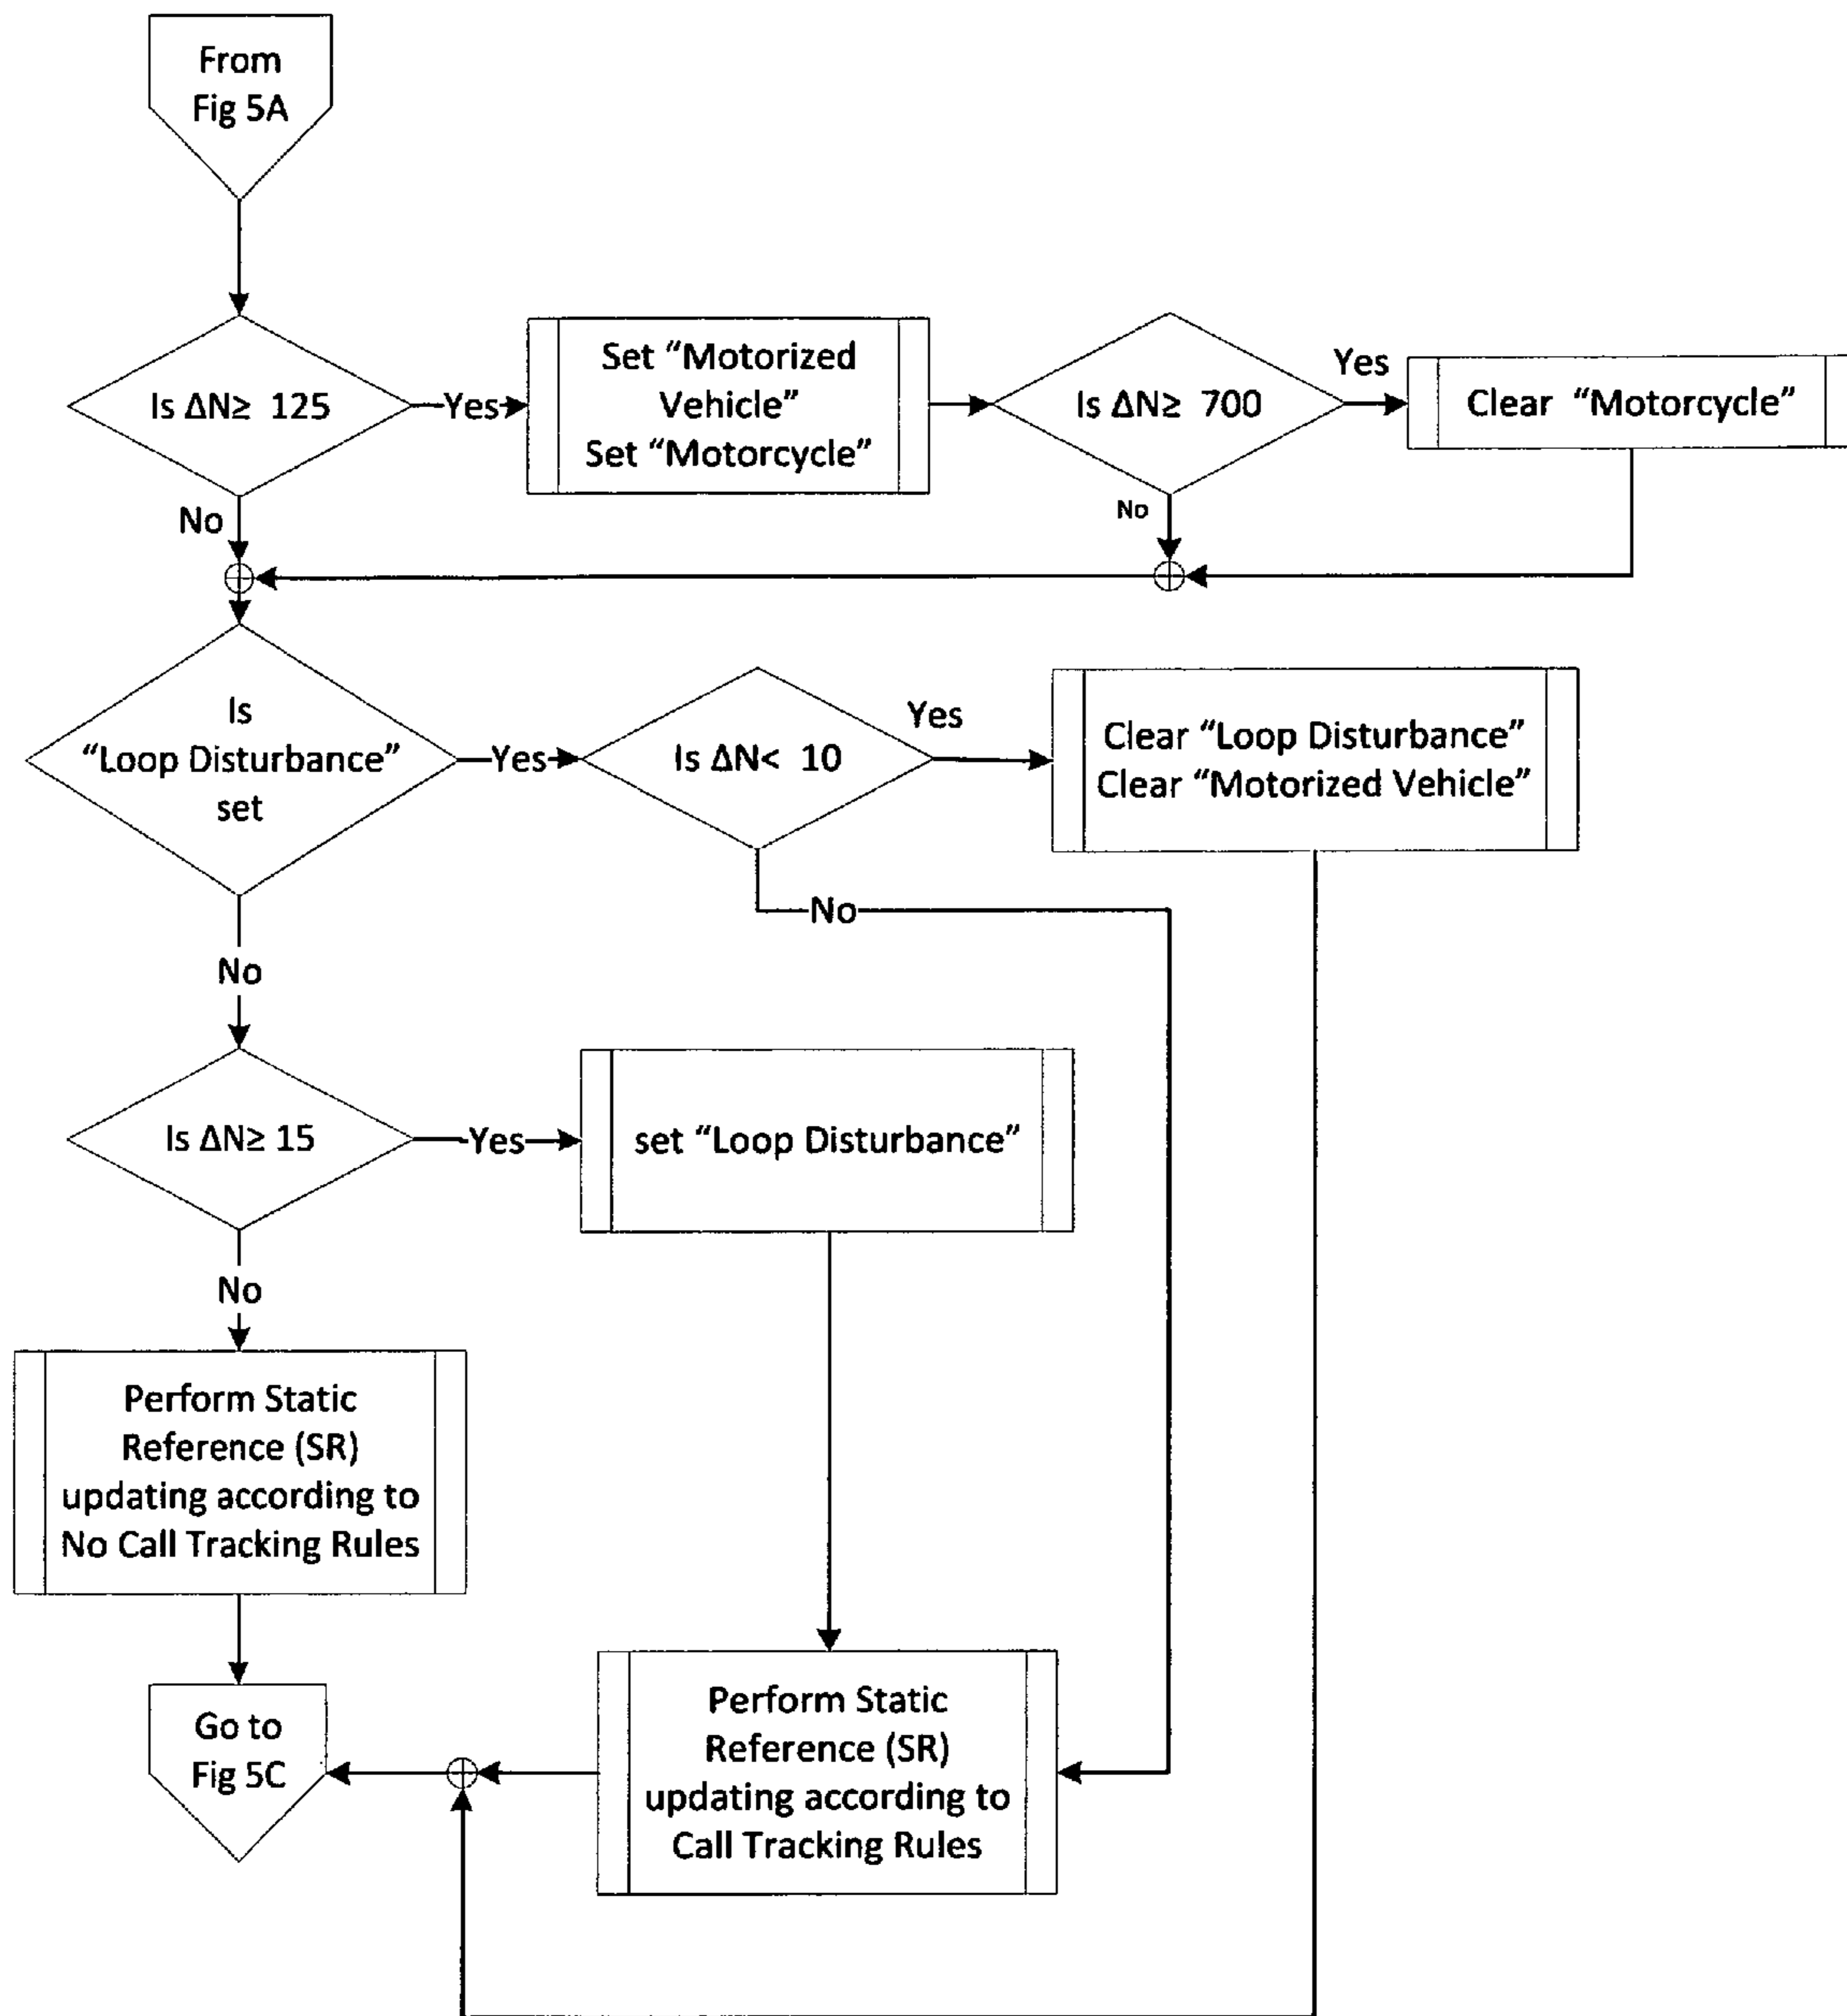 From
Fig 5A
Is ΔN≥ 125
Yes
Set “Motorized
Vehicle”
Set “Motorcycle”
Is ΔN≥ 700
Yes
Clear “Motorcycle”
No
No
Is
“Loop Disturbance”
set
Yes
Is ΔN< 10
Yes
Clear “Loop Disturbance”
Clear “Motorized Vehicle”
No
No
Is ΔN≥ 15
Yes
set “Loop Disturbance”
No
Perform Static
Reference (SR)
updating according to
No Call Tracking Rules
Go to
Fig 5C
Perform Static
Reference (SR)
updating according to
Call Tracking Rules